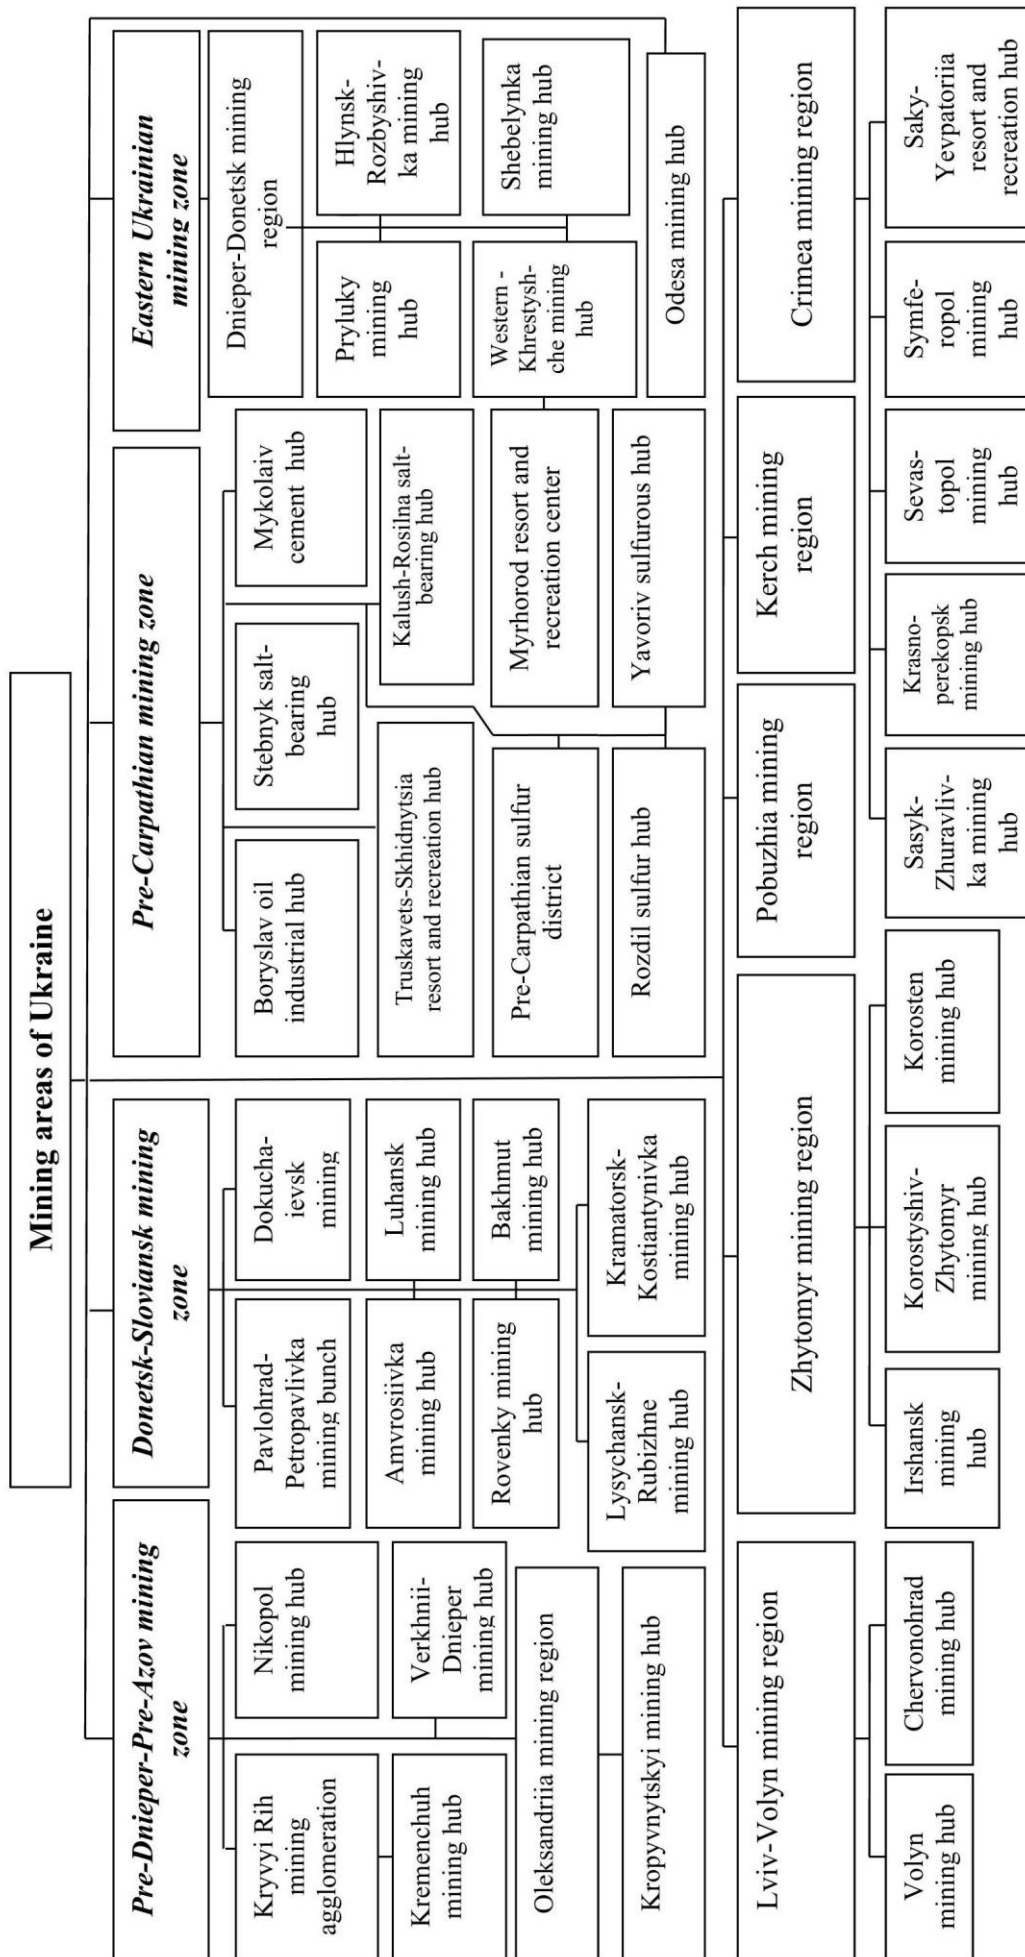 Mining areas of Ukraine
Pre-Dnieper-Pre-Azov mining
zone
Kryvyi Rih
mining
agglomeration
Nikopol
mining hub
Kremenchuh
mining hub
Verkhnii-
Dnieper
mining hub
Oleksandriia mining region
Kropyvnytskyi mining hub
Donetsk-Sloviansk mining
zone
Pavlohrad-
Petropavlivka
mining bunch
Dokucha-
ievsk
mining
Amvrosiivka
mining hub
Luhansk
mining hub
Rovenky mining
hub
Bakhmut
mining hub
Lysychansk-
Rubizhne
mining hub
Kramatorsk-
Kostiantynivka
mining hub
Pre-Carpathian mining zone
Boryslav oil
industrial hub
Stebnyk salt-
bearing
hub
Mykolaiv
cement hub
Truskavets-Skhidnytsia
resort and recreation hub
Kalush-Rosilna salt-
bearing hub
Pre-Carpathian sulfur
district
Myrhorod resort and
recreation center
Rozdil sulfur hub
Yavoriv sulfurous hub
Eastern Ukrainian
mining zone
Dnieper-Donetsk mining
region
Pryluky
mining
hub
Hlynsk-
Rozbyshiv-
ka mining
hub
Western -
Khrestysh-
che mining
hub
Shebelynka
mining hub
Odesa mining hub
Lviv-Volyn mining region
Volyn
mining hub
Chervonohrad
mining hub
Zhytomyr mining region
Irshansk
mining
hub
Korostyshiv-
Zhytomyr
mining hub
Korosten
mining hub
Pobuzhia mining
region
Kerch mining
region
Crimea mining region
Sasyk-
Zhuravliv-
ka mining
hub
Krasno-
perekopsk
mining hub
Sevas-
topol
mining
hub
Symfe-
ropol
mining
hub
Saky-
Yevpatoriia
resort and
recreation hub